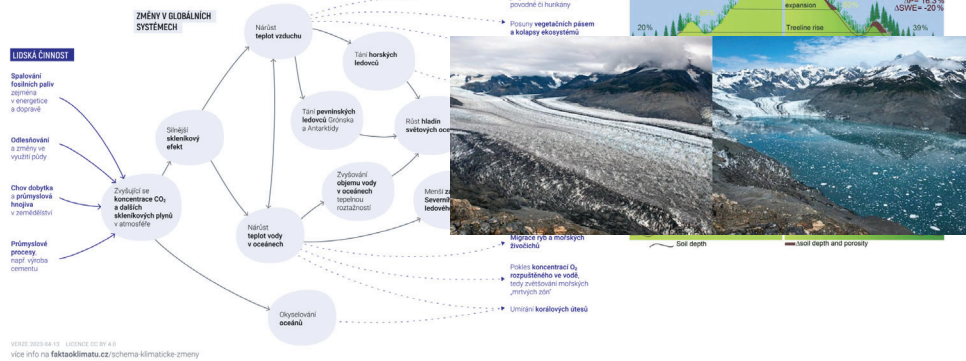 povodně či hurikány
ZMĚNY V GLOBÁLNÍCH
SYSTÉMECH
Posuny vegetačních pásem
a kolapsy ekosystémů
Nárůst
teplot vzduchu
LIDSKÁ ČINNOST
Tání horských
ledovců
Spalování
fosilních paliv
zejména
v energetice
a dopravě
Tání pevninských
ledovců Grónska
a Antarktidy
Růst hladin
světových
Silnější
skleníkový
efekt
Odlesňování
a změny ve
využití půdy
Zvyšování
objemu vody
v oceánech
tepelnou
roztažností
Chov dobytka
a průmyslová
hnojiva
v zemědělství
Zvyšující se
koncentrace CO₂
a dalších
skleníkových plynů
v atmosféře
Menší
Nárůst
teplot vody
v oceánech
Průmyslové
procesy,
např. výroba
cementu
Migrace ryb a mořských
živočichů
Pokles koncentrací O₂
rozpuštěného ve vodě,
tedy zvětšování mořských
„mrtvých zón“
Okyselování
oceánů
Umírání korálových útesů
VERZE 2023-04-13 LICENCE CC BY 4.0
více info na faktaoklimatu.cz/schema-klimaticke-zmeny
expansion
ΔSWE= -20%
20%
Treeline rise
39%
Soil depth
Δsoil depth and porosity